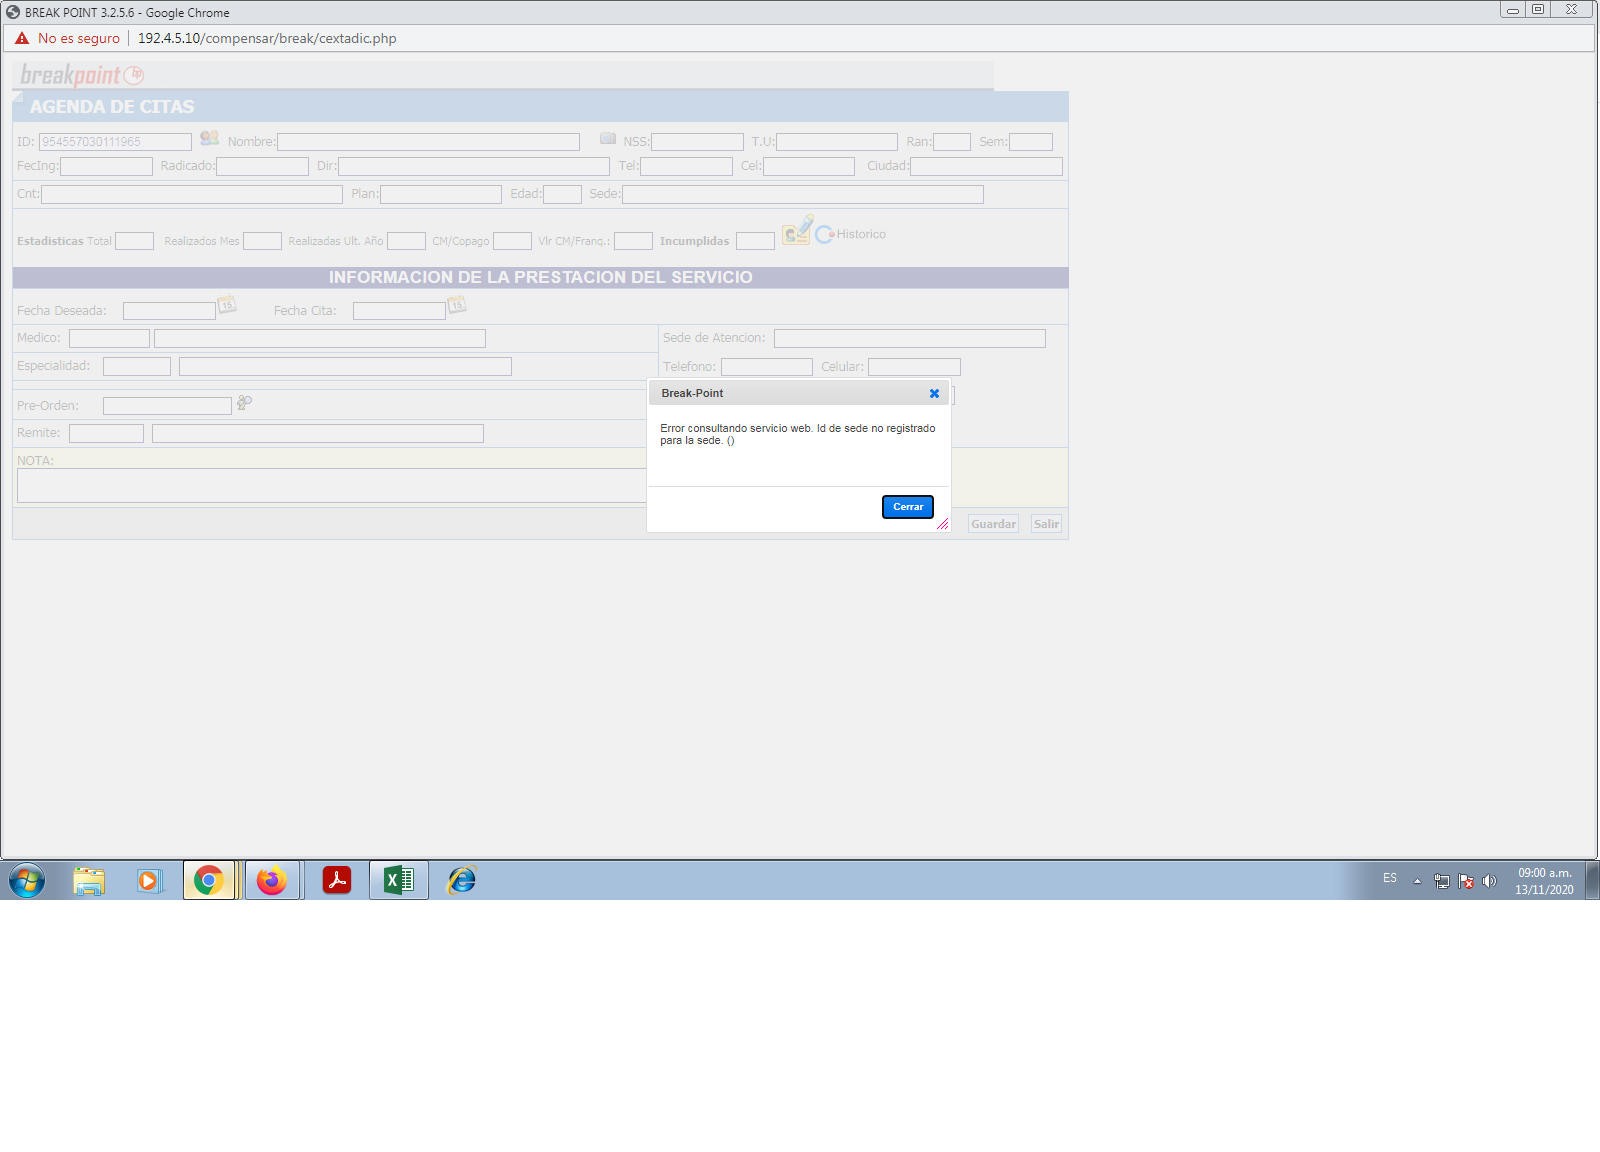 BREAK POINT 3.2.5.6 - Google Chrome
No es seguro | 192.4.5.10/compensar/break/cextadic.php
breakpoint bp
AGENDA DE CITAS
ID: 954557030111965 Nombre: NSS: T.U: Ran: Sem:
FecIng: Radicado: Dir: Tel: Cel: Ciudad:
Cnt: Plan: Edad: Sede:
Estadisticas Total Realizados Mes Realizadas Ult. Año CM/Copago Vlr CM/Franq.: Incumplidas Historico
INFORMACION DE LA PRESTACION DEL SERVICIO
Fecha Deseada: 15 Fecha Cita: 15
Medico: Sede de Atencion:
Especialidad: Telefono: Celular:
Break-Point
Pre-Orden:
Error consultando servicio web. Id de sede no registrado
para la sede. ()
Remite:
NOTA:
Cerrar
Guardar Salir
ES
09:00 a.m.
13/11/2020